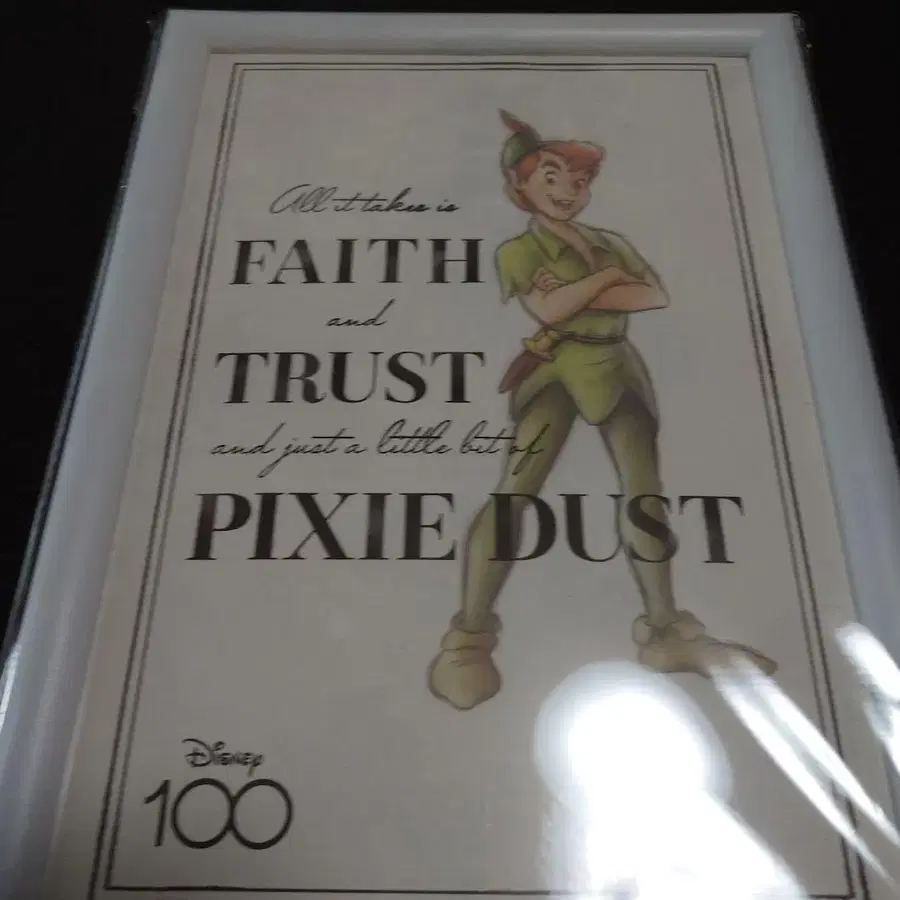 All it takes is
FAITH
and
TRUST
and just a little bit of
PIXIE DUST
Disney
100